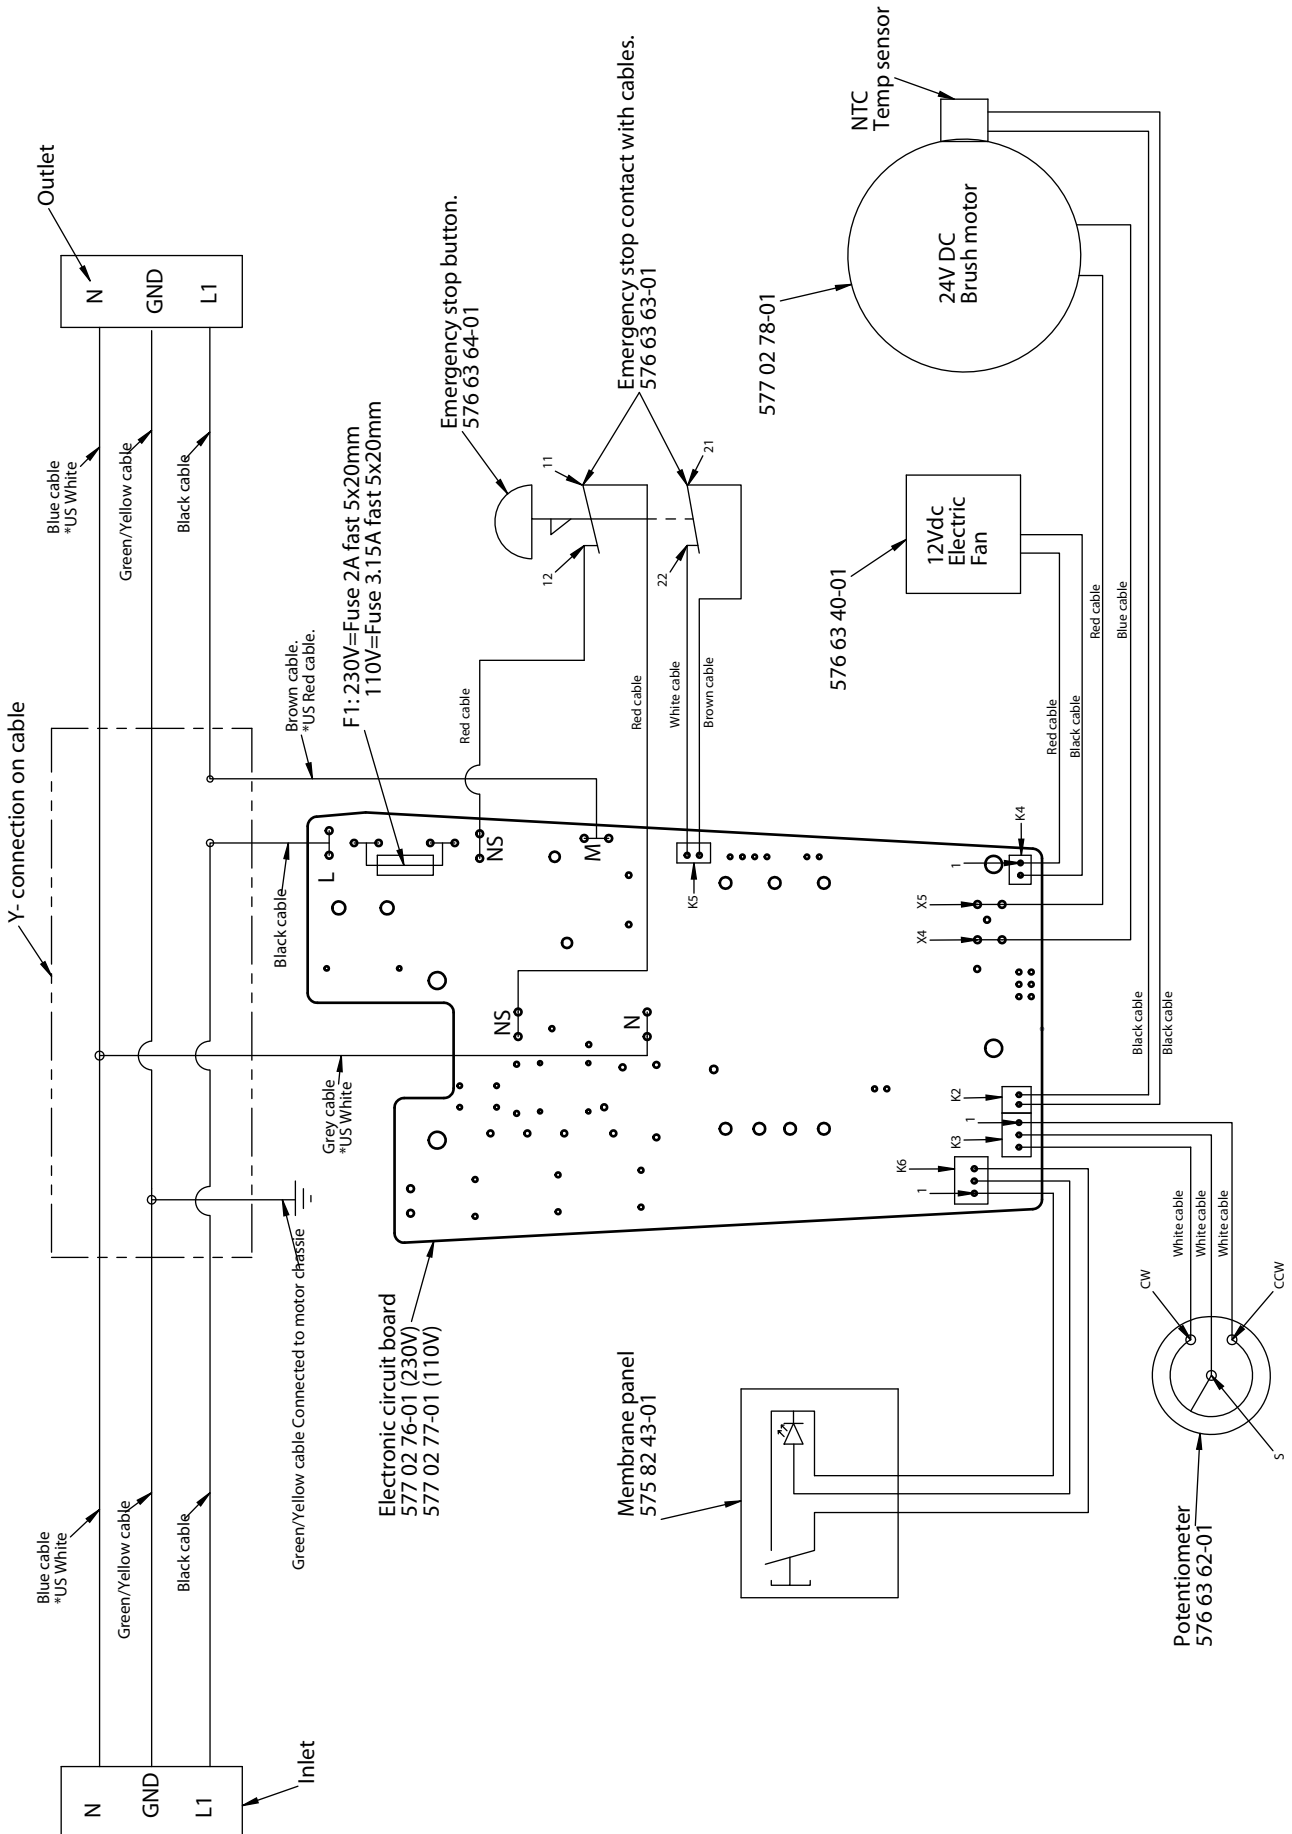 Y- connection on cable
Outlet
N
GND
L1
Blue cable
*US White
Green/Yellow cable
Black cable
Inlet
N
GND
L1
Blue cable
*US White
Green/Yellow cable
Black cable
Green/Yellow cable Connected to motor chassie
Grey cable
*US White
Black cable
Brown cable.
*US Red cable.
F1: 230V=Fuse 2A fast 5x20mm
110V=Fuse 3.15A fast 5x20mm
Emergency stop button.
576 63 64-01
Emergency stop contact with cables.
576 63 63-01
11
12
21
22
Red cable
Red cable
White cable
Brown cable
L
NS
M
NS
N
K5
Electronic circuit board
577 02 76-01 (230V)
577 02 77-01 (110V)
Membrane panel
575 82 43-01
1
K6
K3
1
K2
X4
X5
1
K4
576 63 40-01
12Vdc
Electric
Fan
577 02 78-01
24V DC
Brush motor
NTC
Temp sensor
Red cable
Black cable
Red cable
Blue cable
Black cable
Black cable
White cable
White cable
White cable
CW
CCW
S
Potentiometer
576 63 62-01